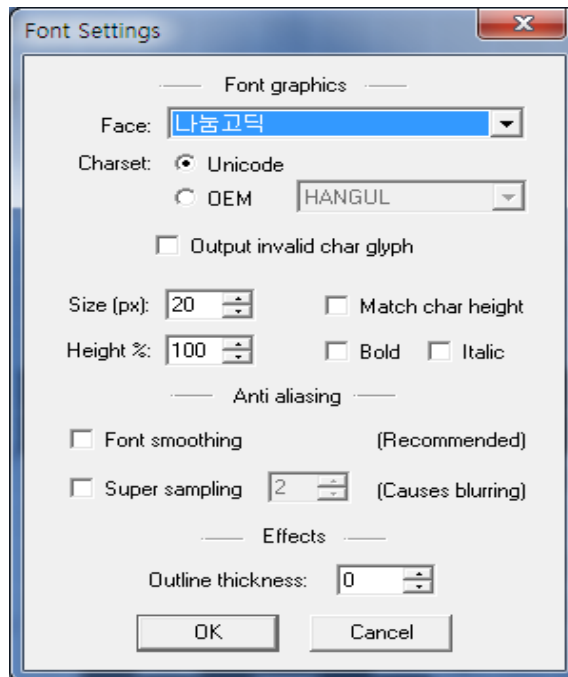 Font Settings
Font graphics
Face: 나눔고딕
Charset: Unicode
OEM HANGUL
Output invalid char glyph
Size (px): 20 Match char height
Height %: 100 Bold Italic
Anti aliasing
Font smoothing (Recommended)
Super sampling 2 (Causes blurring)
Effects
Outline thickness: 0
OK Cancel